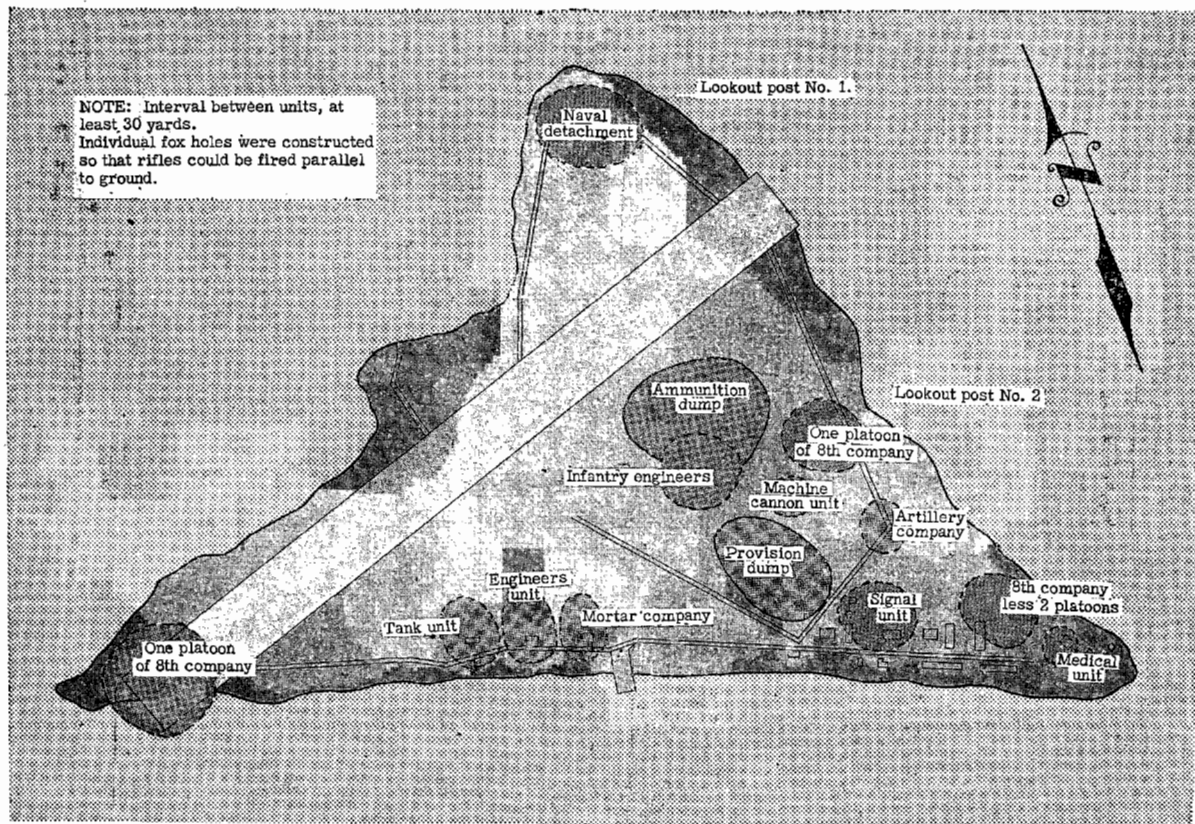 NOTE: Interval between units, at
least 30 yards.
Individual fox holes were constructed
so that rifles could be fired parallel
to ground.
Lookout post No. 1.
Naval
detachment
N
Lookout post No. 2
Ammunition
dump
One platoon
of 8th company
Infantry engineers
Machine
cannon unit
Artillery
company
Provision
dump
Engineers
unit
8th company
less 2 platoons
Signal
unit
Mortar company
Tank unit
One platoon
of 8th company
Medical
unit